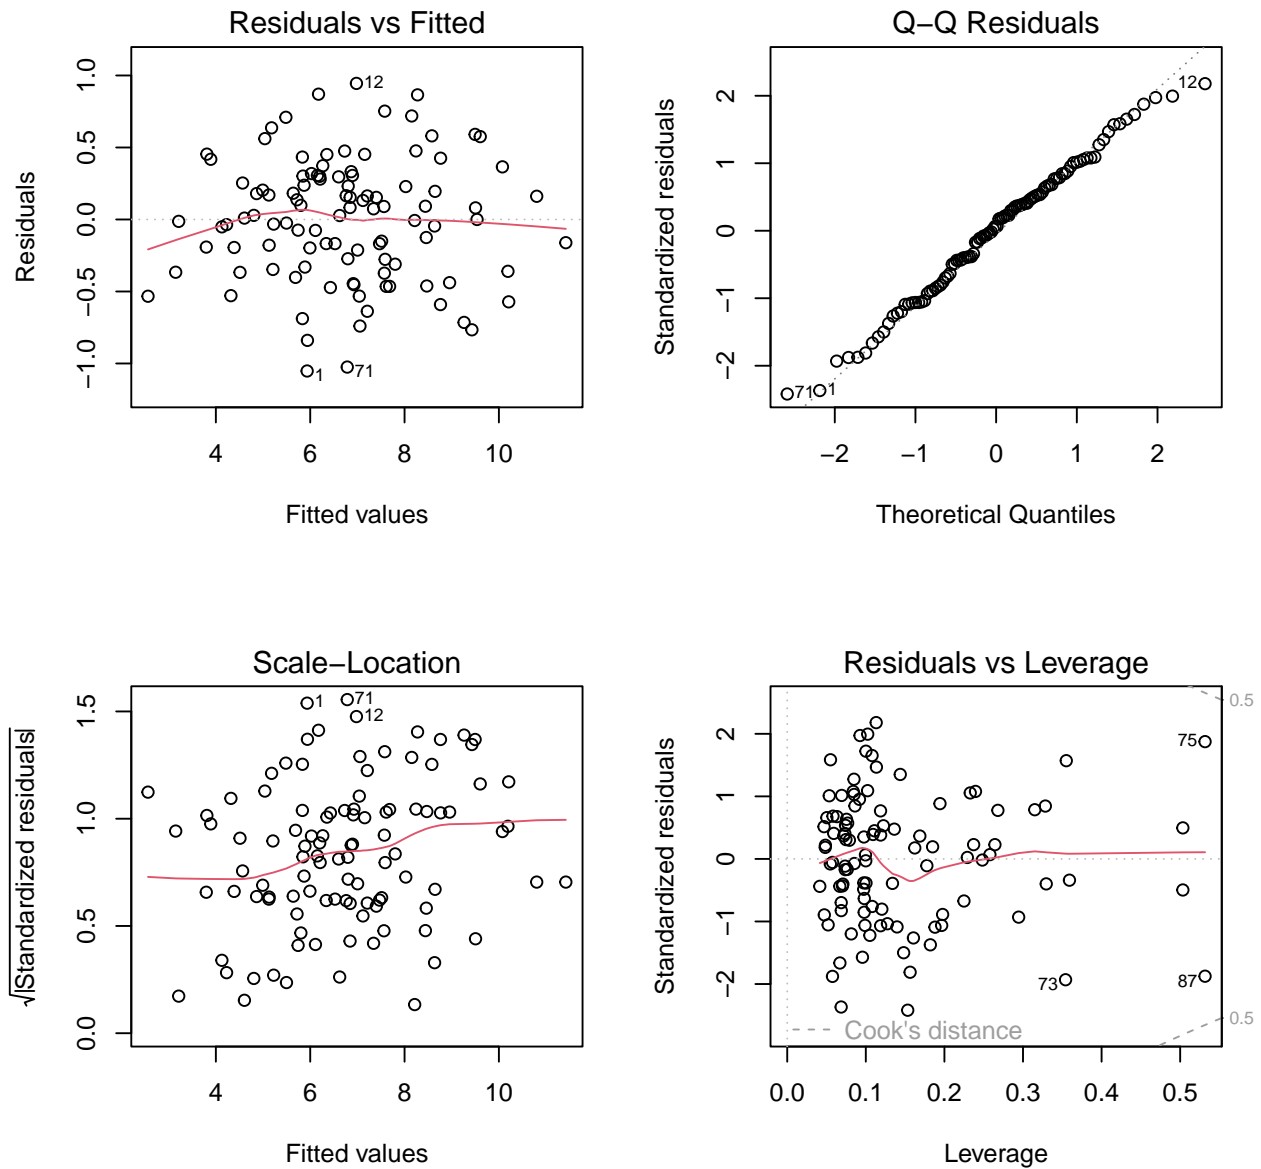 Residuals vs Fitted
Residuals
1.0
0.5
0.0
−0.5
−1.0
12
1
71
4 6 8 10
Fitted values
Q−Q Residuals
Standardized residuals
2
1
0
−1
−2
12
71 1
−2 −1 0 1 2
Theoretical Quantiles
Scale−Location
√|Standardized residuals|
1.5
1.0
0.5
0.0
1 71
12
4 6 8 10
Fitted values
Residuals vs Leverage
Standardized residuals
2
1
0
−1
−2
0.5
75
73
87
0.5
Cook's distance
0.0 0.1 0.2 0.3 0.4 0.5
Leverage